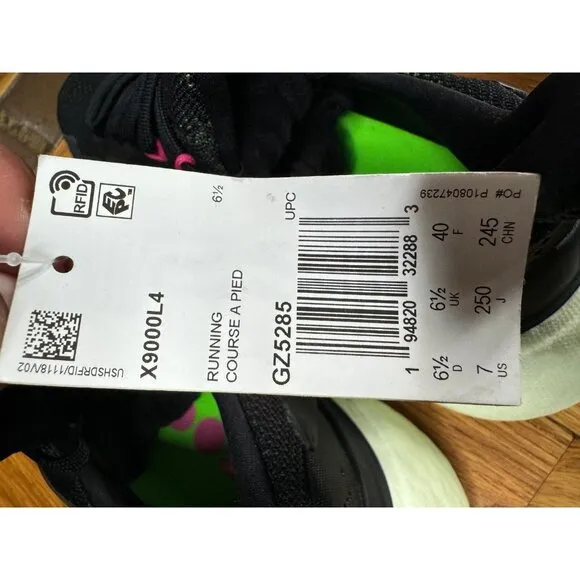 RFID
6½
UPC
PO# P108047239
X9000L4
RUNNING
COURSE A PIED
GZ5285
1 94820 32288 3
40 F
245 CHN
6½ UK
250 J
6½ D
7 US
USHSDRFID/1118/V02